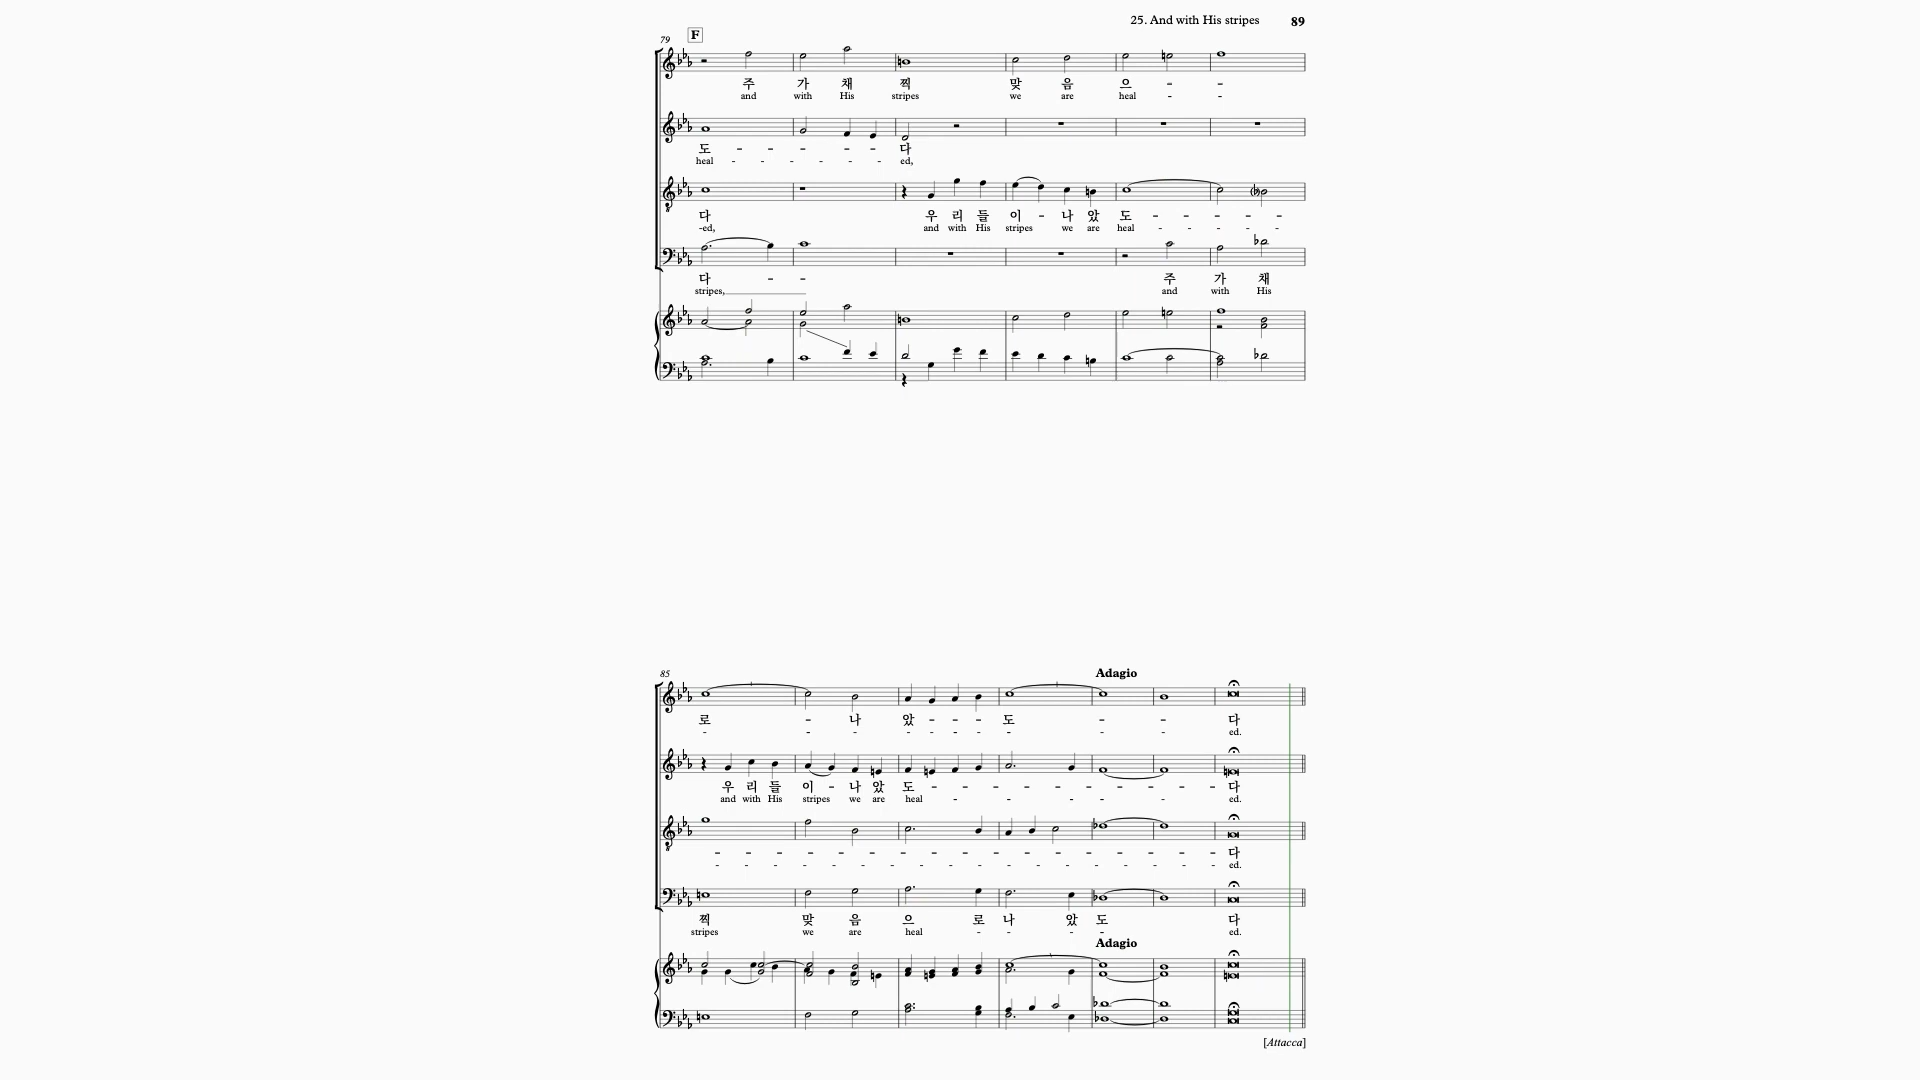 25. And with His stripes 89
79 F
주 가 채 찍 맞 음 으 - -
and with His stripes we are heal - -
도 - - - - - 다
heal - - - - - ed,
다 우 리 들 이 - 나 았 도 - - - - -
-ed, and with His stripes we are heal - - - - -
다 - - 주 가 채
stripes, and with His
85 Adagio
로 - 나 았 - - - 도 - - 다
- - - - - - - - - - ed.
우 리 들 이 - 나 았 도 - - - - - - - - 다
and with His stripes we are heal - - - - - - ed.
- - - - - - - - - - - - - - - - - 다
- - - - - - - - - - - - - - - - - ed.
찍 맞 음 으 로 나 았 도 다
stripes we are heal - - - - ed.
Adagio
[Attacca]